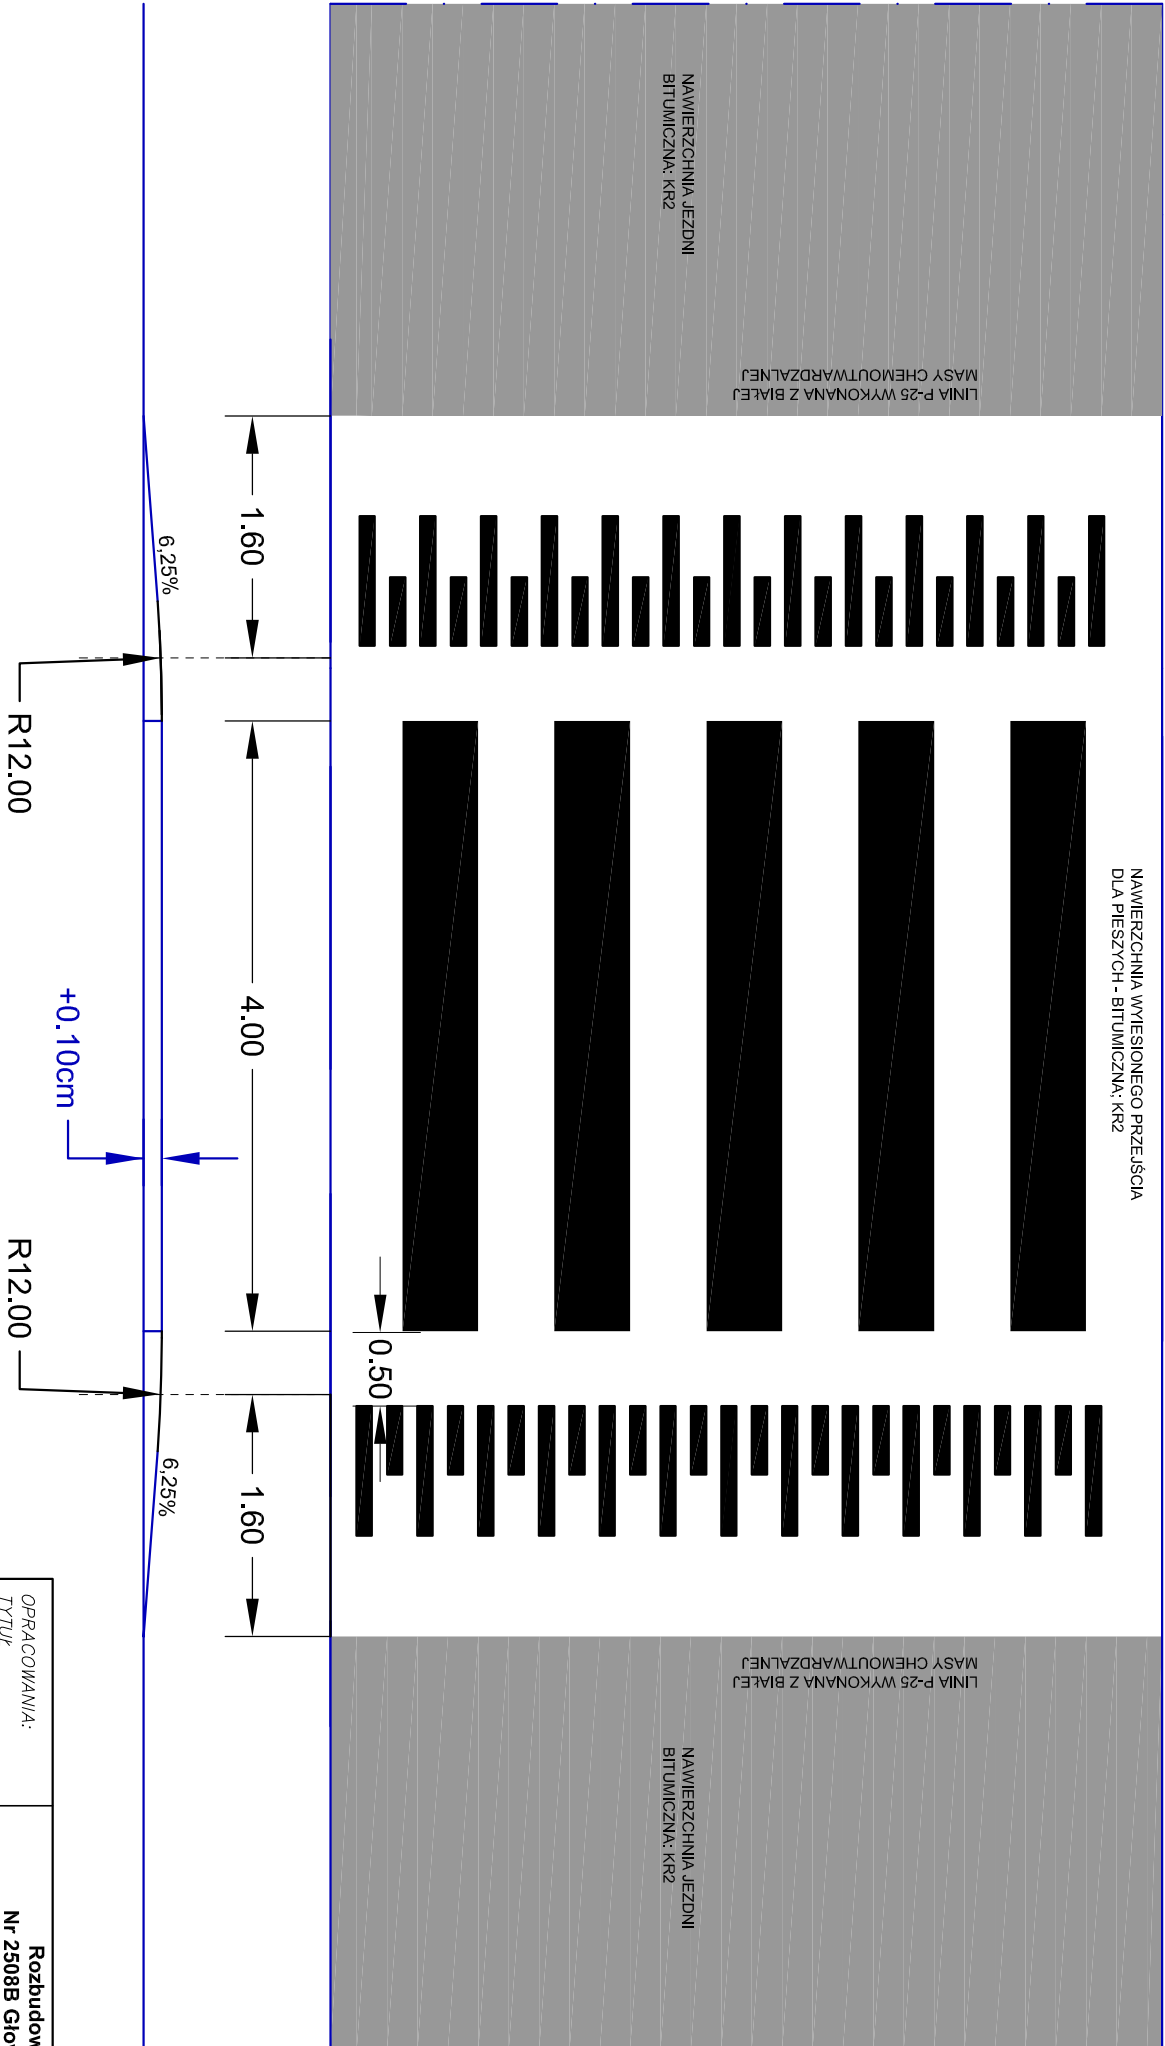 NAWIERZCHNIA JEZDNI
BITUMICZNA: KR2
LINIA P-25 WYKONANA Z BIAŁEJ
MASY CHEMOUTWARDZALNEJ
NAWIERZCHNIA WYIESIONEGO PRZEJŚCIA
DLA PIESZYCH - BITUMICZNA; KR2
LINIA P-25 WYKONANA Z BIAŁEJ
MASY CHEMOUTWARDZALNEJ
NAWIERZCHNIA JEZDNI
BITUMICZNA: KR2
0.50
1.60
4.00
1.60
6,25%
6,25%
+0.10cm
R12.00
R12.00
OPRACOWANIA:
Rozbudow
Nr 2508B Gło